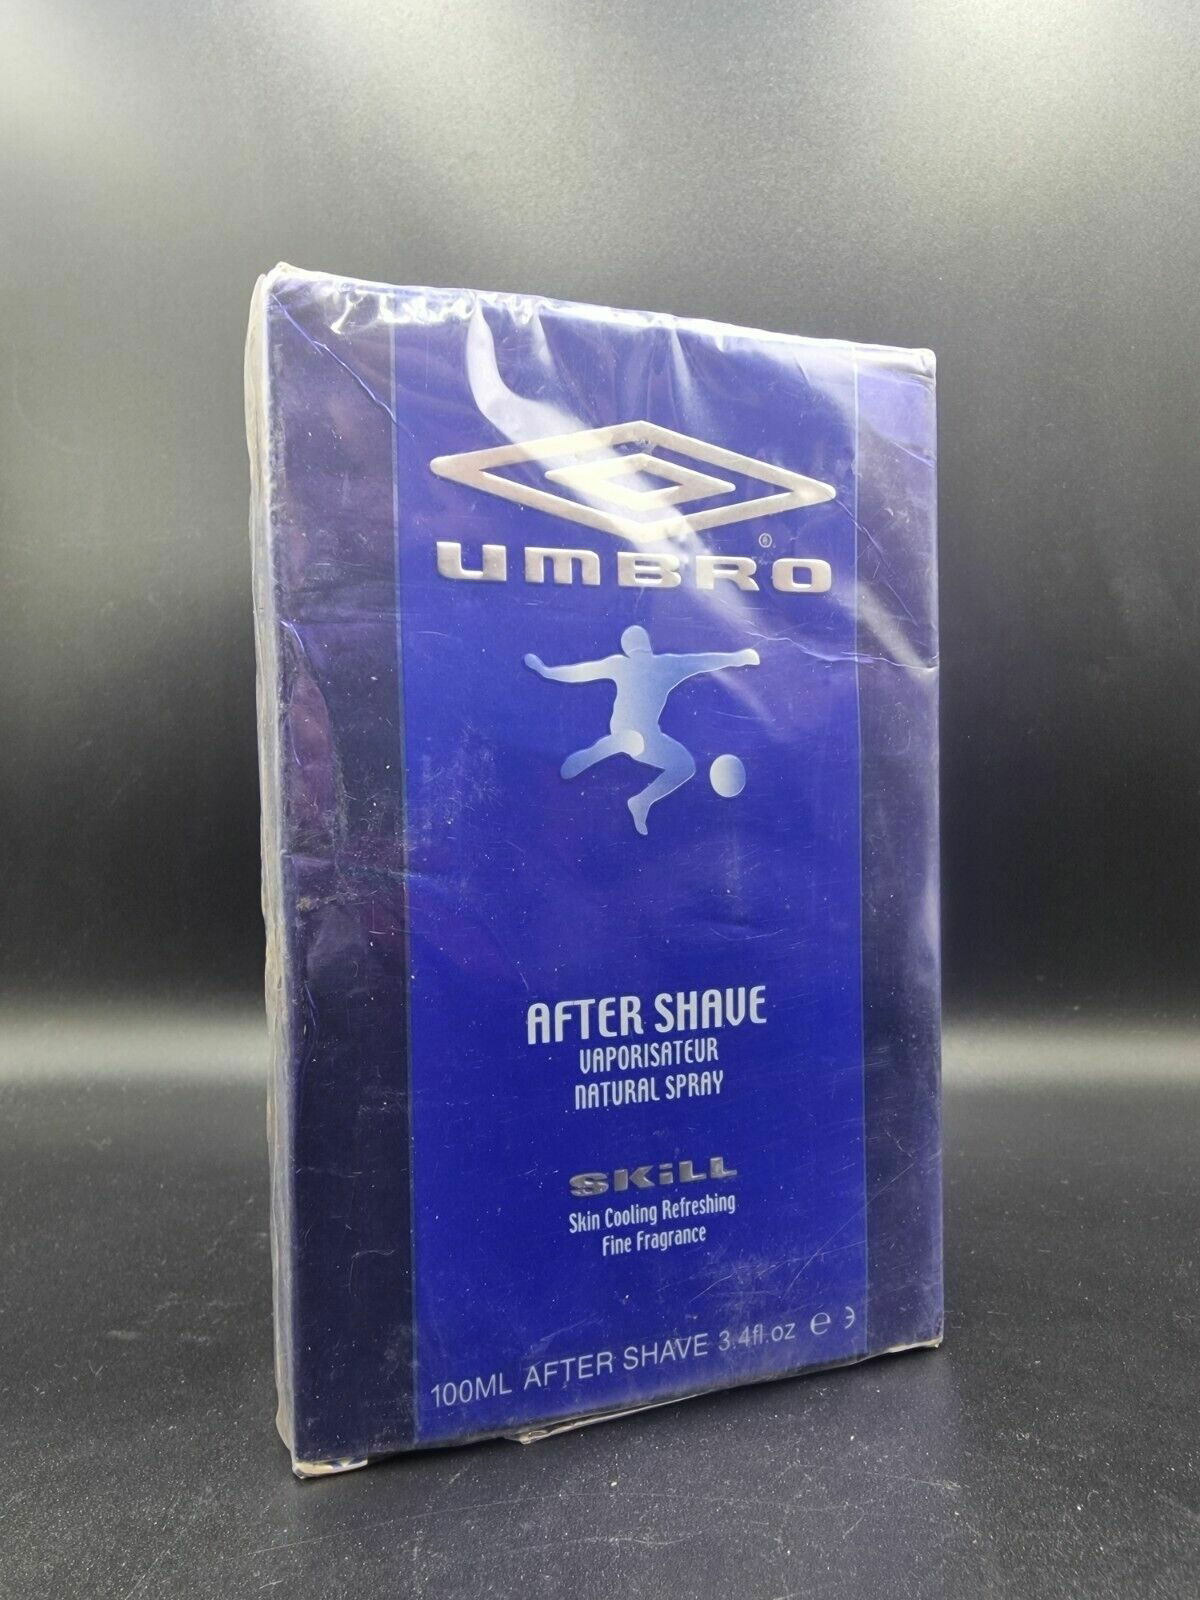 UMBRO
®
AFTER SHAVE
VAPORISATEUR
NATURAL SPRAY
SKiLL
Skin Cooling Refreshing
Fine Fragrance
100ML AFTER SHAVE 3.4fl.oz ℮ э